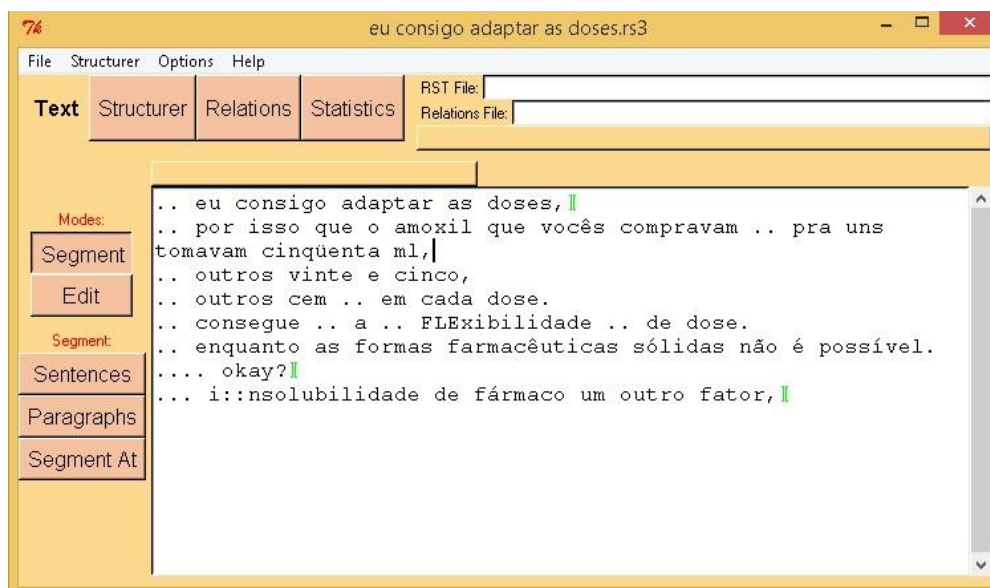 eu consigo adaptar as doses.rs3
File Structurer Options Help
Text Structurer Relations Statistics
RST File:
Relations File:
Modes:
Segment
Edit
Segment:
Sentences
Paragraphs
Segment At
.. eu consigo adaptar as doses,
.. por isso que o amoxil que vocês compravam .. pra uns
tomavam cinqüenta ml,
.. outros vinte e cinco,
.. outros cem .. em cada dose.
.. consegue .. a .. FLExibilidade .. de dose.
.. enquanto as formas farmacêuticas sólidas não é possível.
.... okay?
... i::nsolubilidade de fármaco um outro fator,